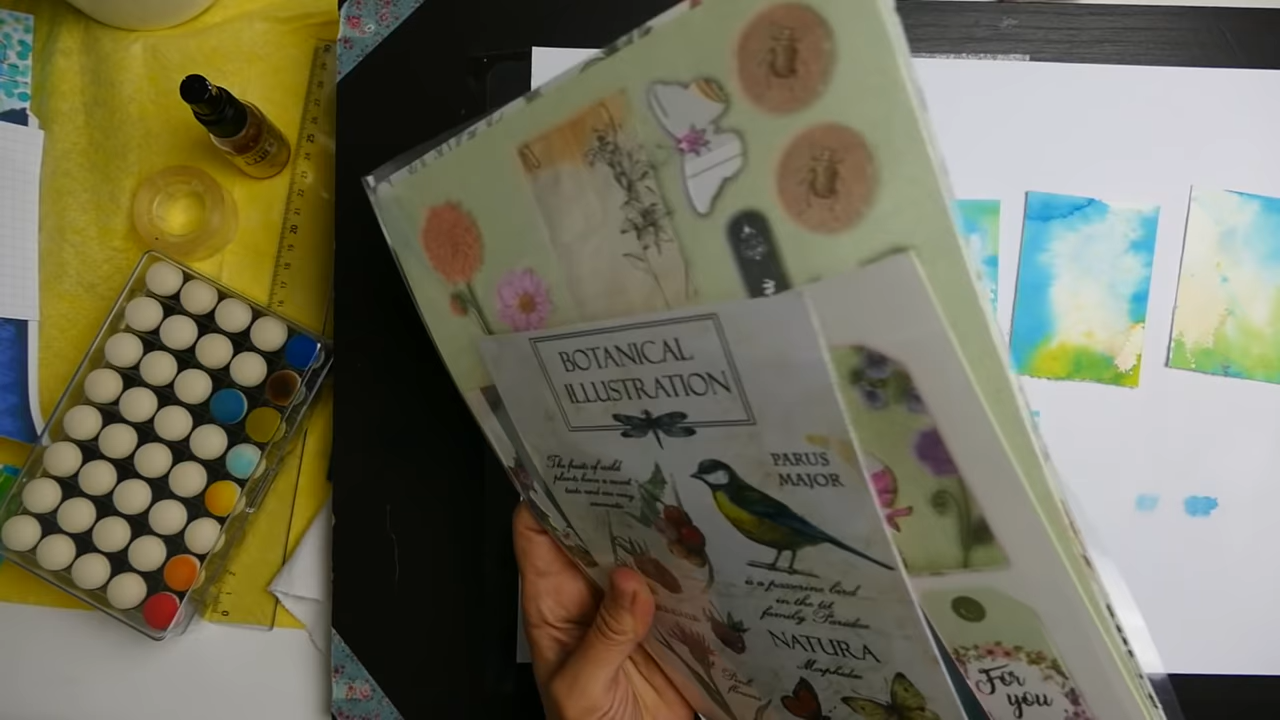 BOTANICAL
ILLUSTRATION
The fruits of wild
plants have a sweet
taste and are very
PARUS
MAJOR
is a passerine bird
in the tit
family Paridae
NATURA
For
you